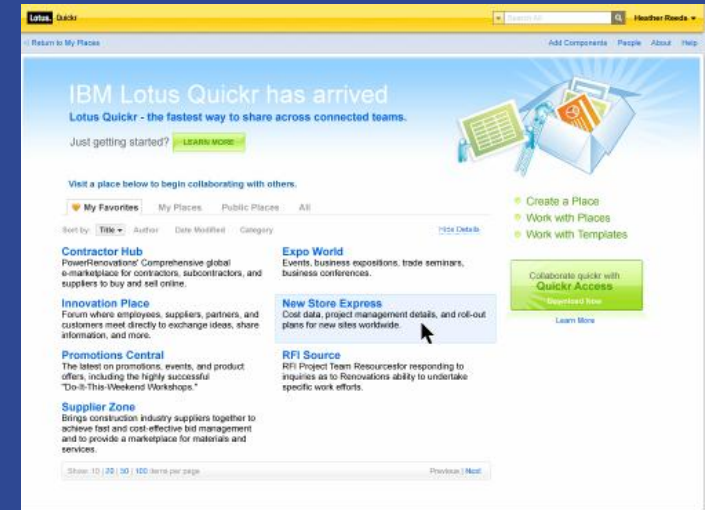 Lotus. Quickr
Search All
Heather Reeds
Return to My Places
Add Components People About Help
IBM Lotus Quickr has arrived
Lotus Quickr - the fastest way to share across connected teams.
Just getting started? LEARN MORE
Visit a place below to begin collaborating with others.
My Favorites My Places Public Places All
Sort by: Title Author Date Modified Category
Hide Details
Contractor Hub
PowerRenovations' Comprehensive global
e-marketplace for contractors, subcontractors, and
suppliers to buy and sell online.
Expo World
Events, business expositions, trade seminars,
business conferences.
Innovation Place
Forum where employees, suppliers, partners, and
customers meet directly to exchange ideas, share
information, and more.
New Store Express
Cost data, project management details, and roll-out
plans for new sites worldwide.
Promotions Central
The latest on promotions, events, and product
offers, including the highly successful
"Do-It-This-Weekend Workshops."
RFI Source
RFI Project Team Resourcesfor responding to
inquiries as to Renovations ability to undertake
specific work efforts.
Supplier Zone
Brings construction industry suppliers together to
achieve fast and cost-effective bid management
and to provide a marketplace for materials and
services.
Show: 10 | 20 | 50 | 100 items per page
Previous | Next
Create a Place
Work with Places
Work with Templates
Collaborate quickr with
Quickr Access
Download Now
Learn More